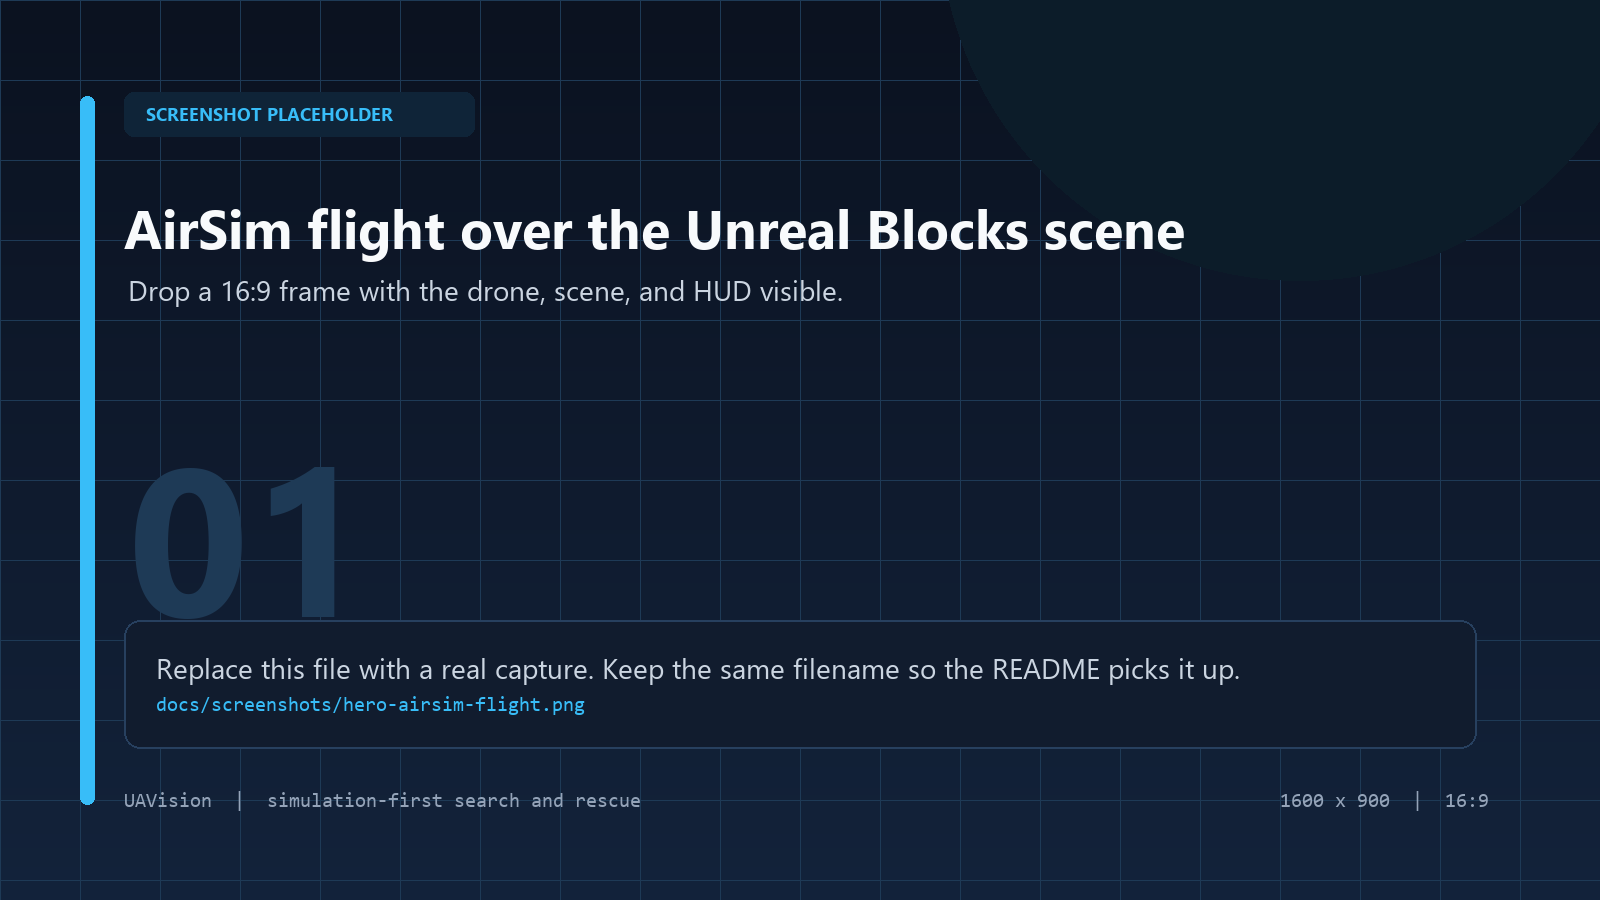 SCREENSHOT PLACEHOLDER
AirSim flight over the Unreal Blocks scene
Drop a 16:9 frame with the drone, scene, and HUD visible.
01
Replace this file with a real capture. Keep the same filename so the README picks it up.
docs/screenshots/hero-airsim-flight.png
UAVision | simulation-first search and rescue
1600 x 900 | 16:9